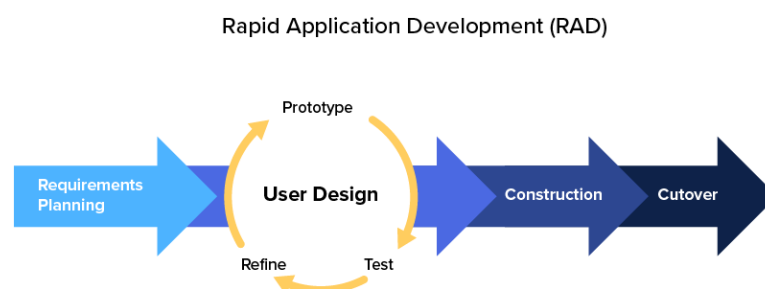 Rapid Application Development (RAD)
Prototype
Requirements
Planning
User Design
Construction
Cutover
Refine
Test